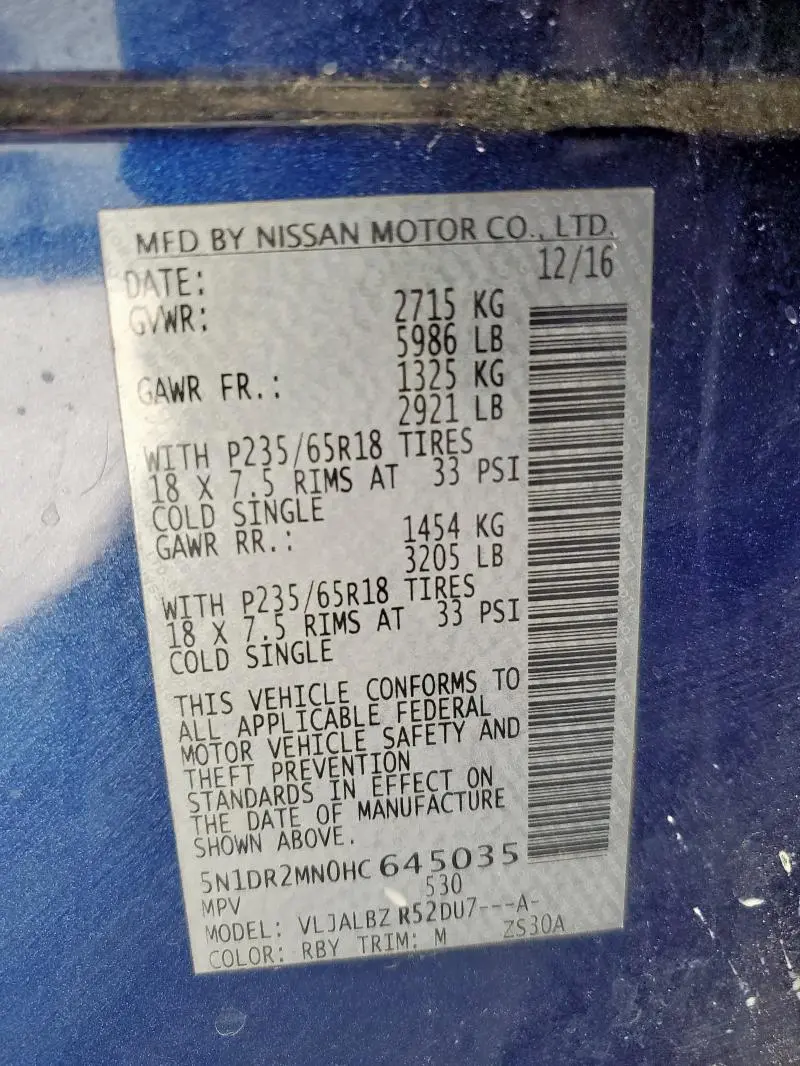 MFD BY NISSAN MOTOR CO., LTD.
DATE: 12/16
GVWR: 2715 KG
5986 LB
GAWR FR.: 1325 KG
2921 LB
WITH P235/65R18 TIRES
18 X 7.5 RIMS AT 33 PSI
COLD SINGLE
GAWR RR.: 1454 KG
3205 LB
WITH P235/65R18 TIRES
18 X 7.5 RIMS AT 33 PSI
COLD SINGLE
THIS VEHICLE CONFORMS TO
ALL APPLICABLE FEDERAL
MOTOR VEHICLE SAFETY AND
THEFT PREVENTION
STANDARDS IN EFFECT ON
THE DATE OF MANUFACTURE
SHOWN ABOVE.
5N1DR2MN0HC645035
MPV 530
MODEL: VLJALBZ R52DU7---A-
COLOR: RBY TRIM: M ZS30A